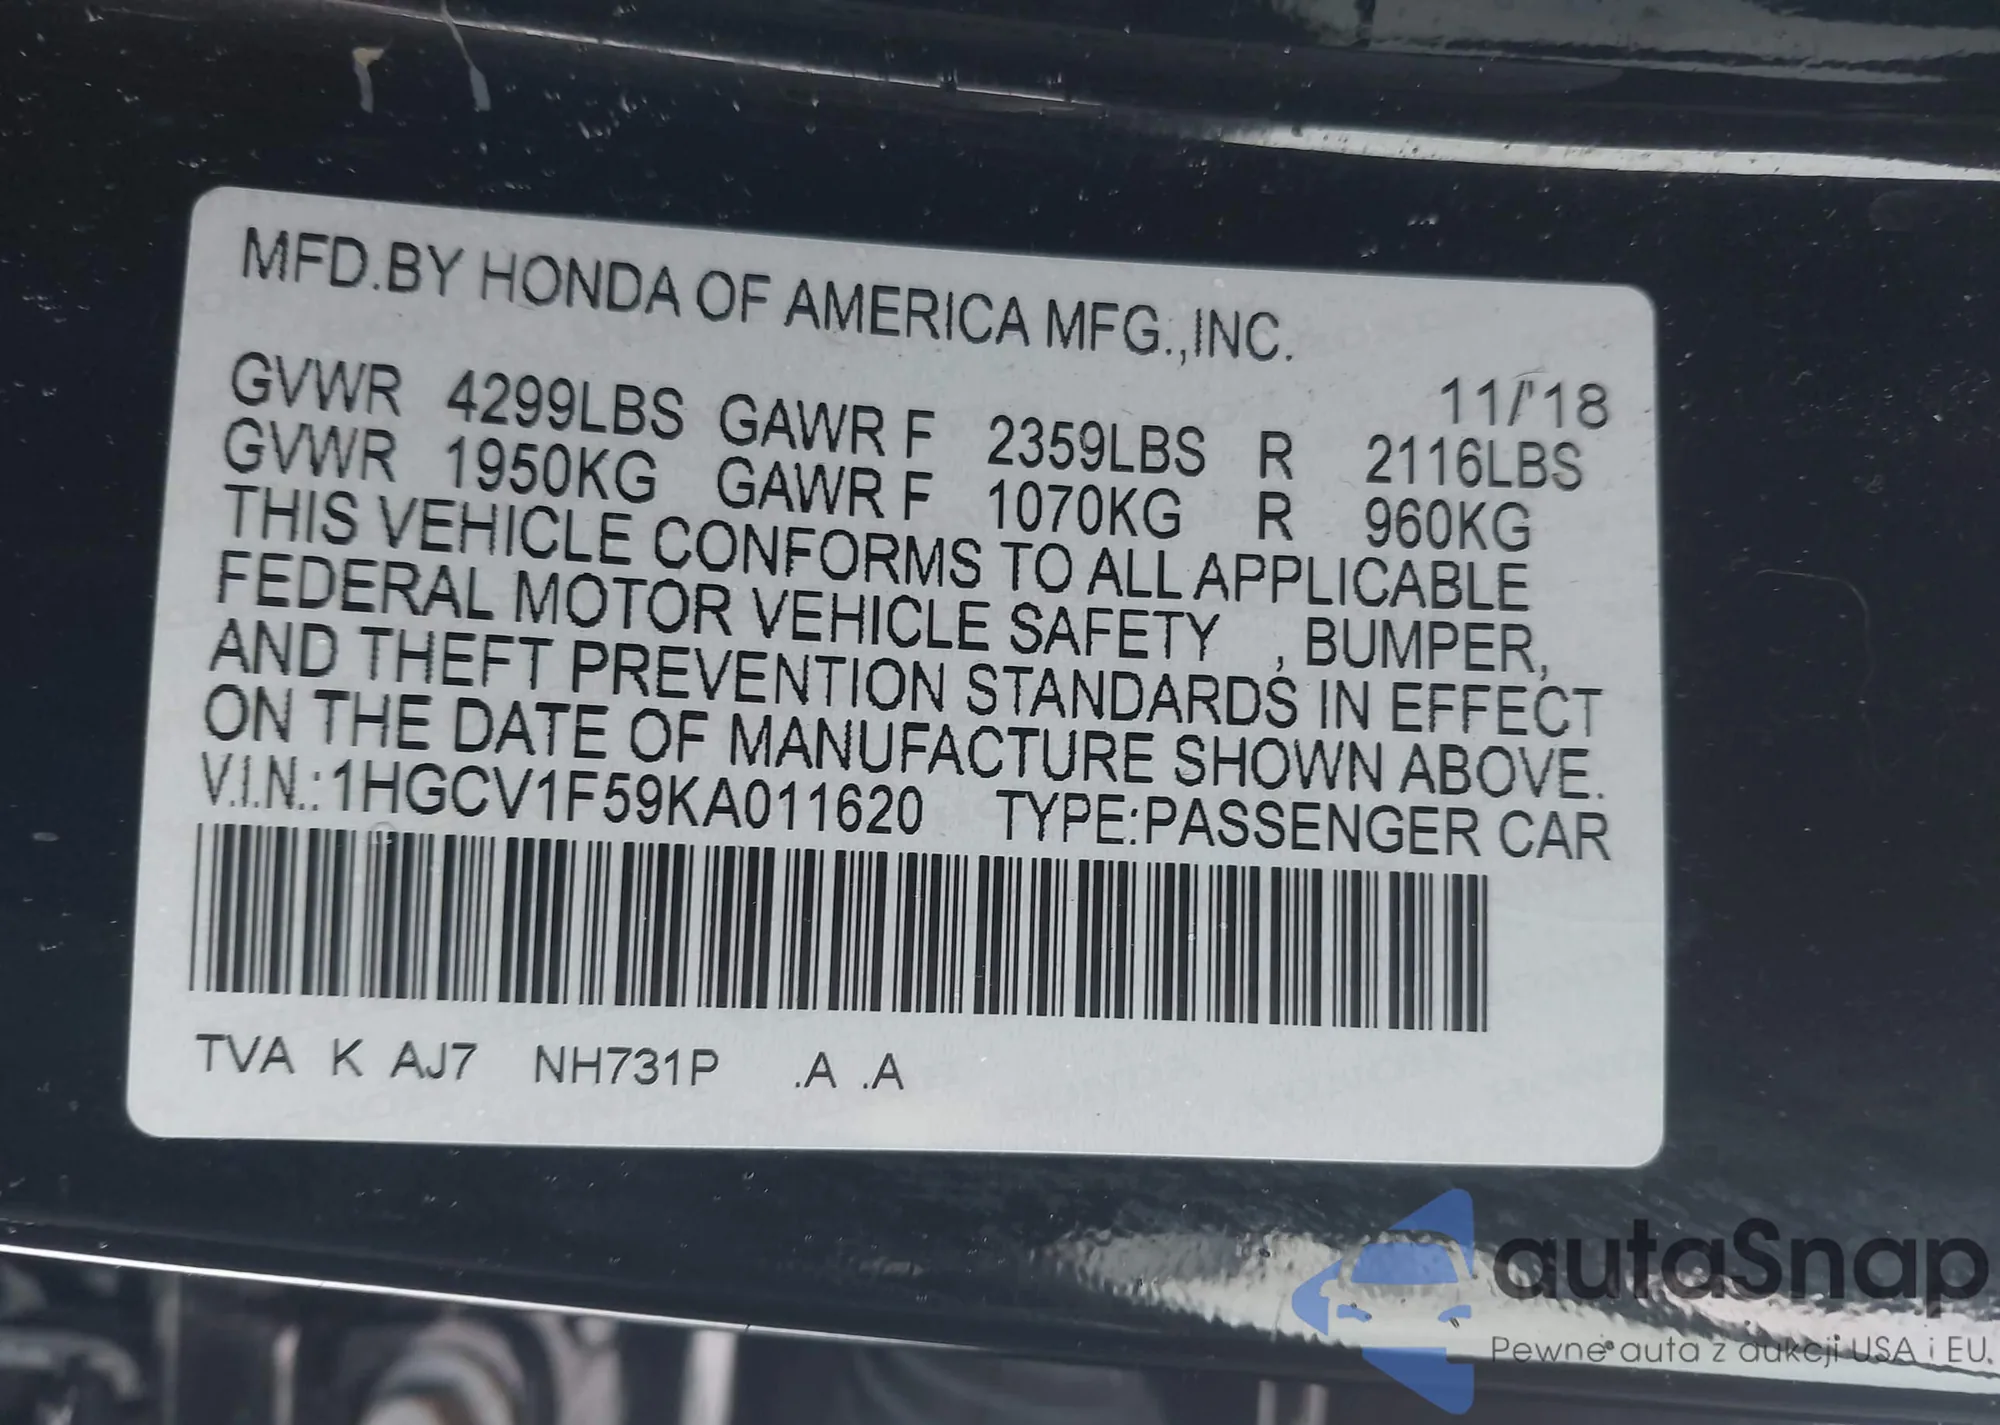 MFD.BY HONDA OF AMERICA MFG.,INC.
11/'18
GVWR 4299LBS GAWR F 2359LBS R 2116LBS
GVWR 1950KG GAWR F 1070KG R 960KG
THIS VEHICLE CONFORMS TO ALL APPLICABLE
FEDERAL MOTOR VEHICLE SAFETY , BUMPER,
AND THEFT PREVENTION STANDARDS IN EFFECT
ON THE DATE OF MANUFACTURE SHOWN ABOVE.
V.I.N.:1HGCV1F59KA011620 TYPE:PASSENGER CAR
TVA K AJ7 NH731P .A .A
autaSnap
Pewne auta z aukcji USA i EU.